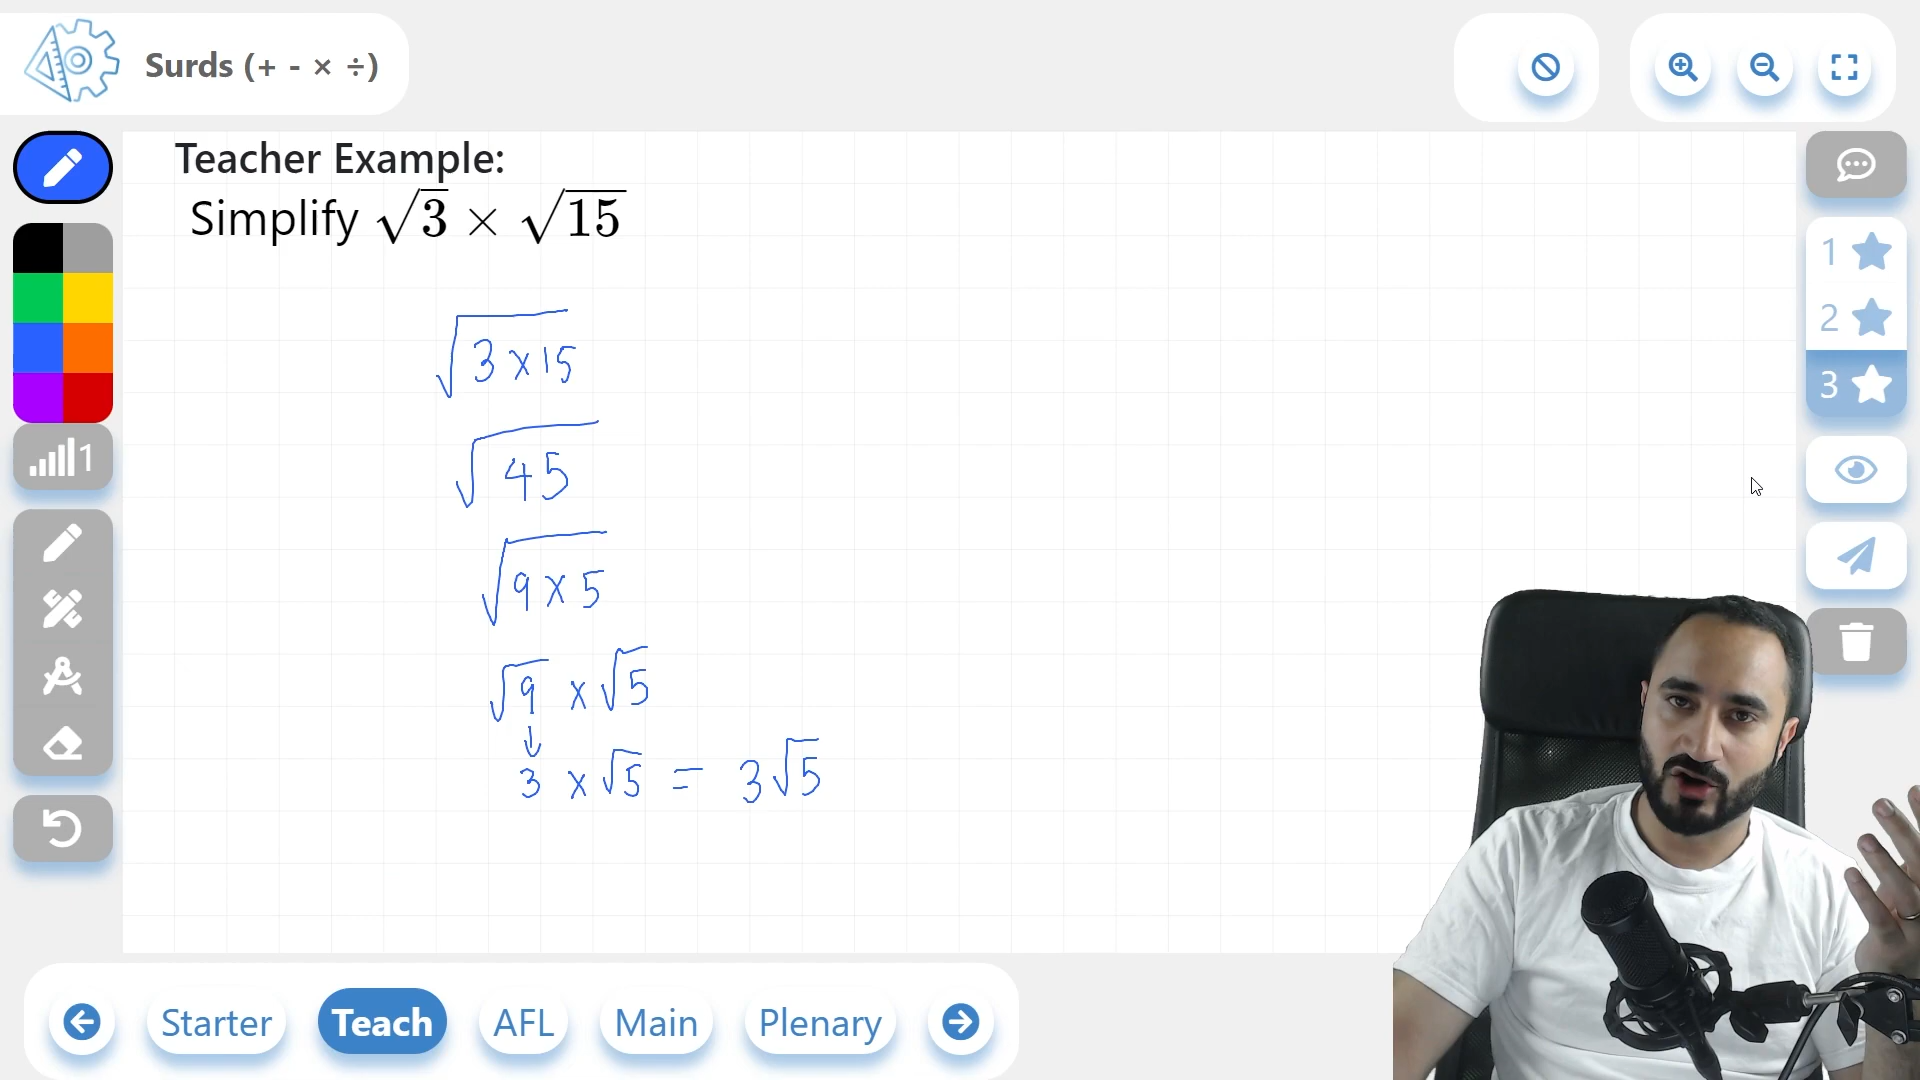 Surds (+ - × ÷)
Teacher Example:
Simplify √3 × √15
√3×15
√45
√9×5
√9 × √5
↓
3 × √5 = 3√5
1
1
2
3
Starter
Teach
AFL
Main
Plenary